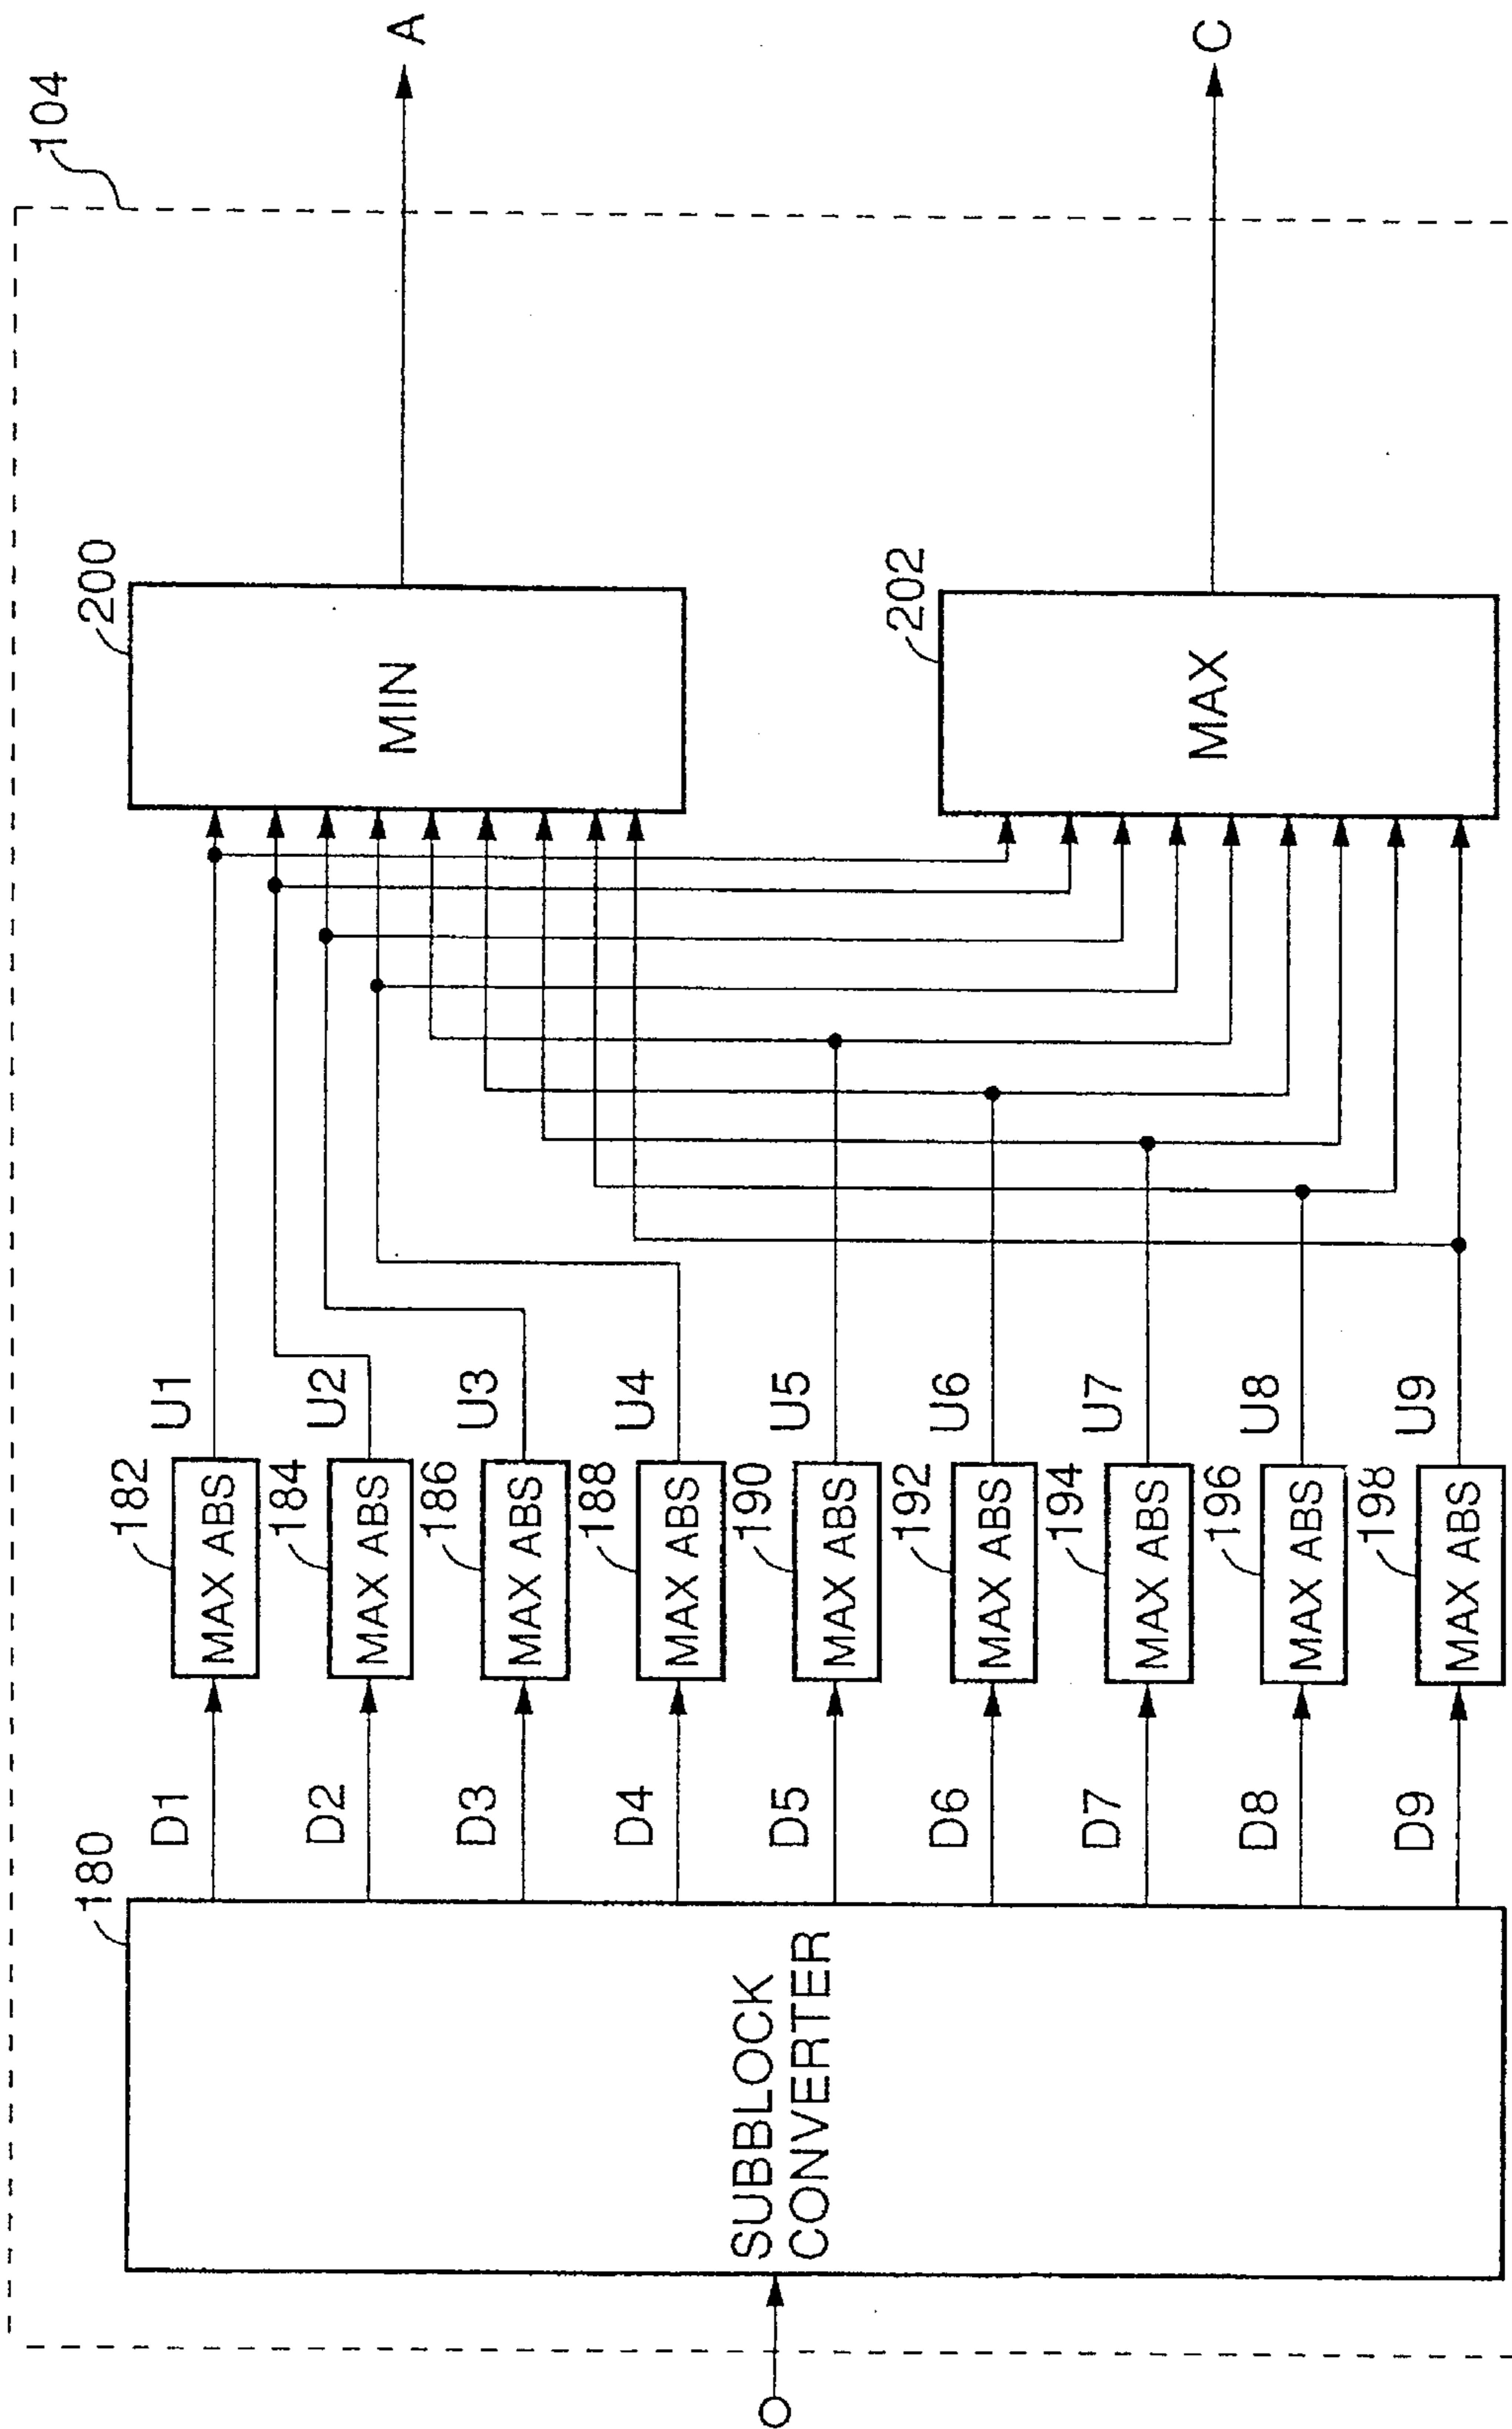 104
180
SUBBLOCK
CONVERTER
D1
D2
D3
D4
D5
D6
D7
D8
D9
182
MAX ABS
U1
184
MAX ABS
U2
186
MAX ABS
U3
188
MAX ABS
U4
190
MAX ABS
U5
192
MAX ABS
U6
194
MAX ABS
U7
196
MAX ABS
U8
198
MAX ABS
U9
200
MIN
A
202
MAX
C